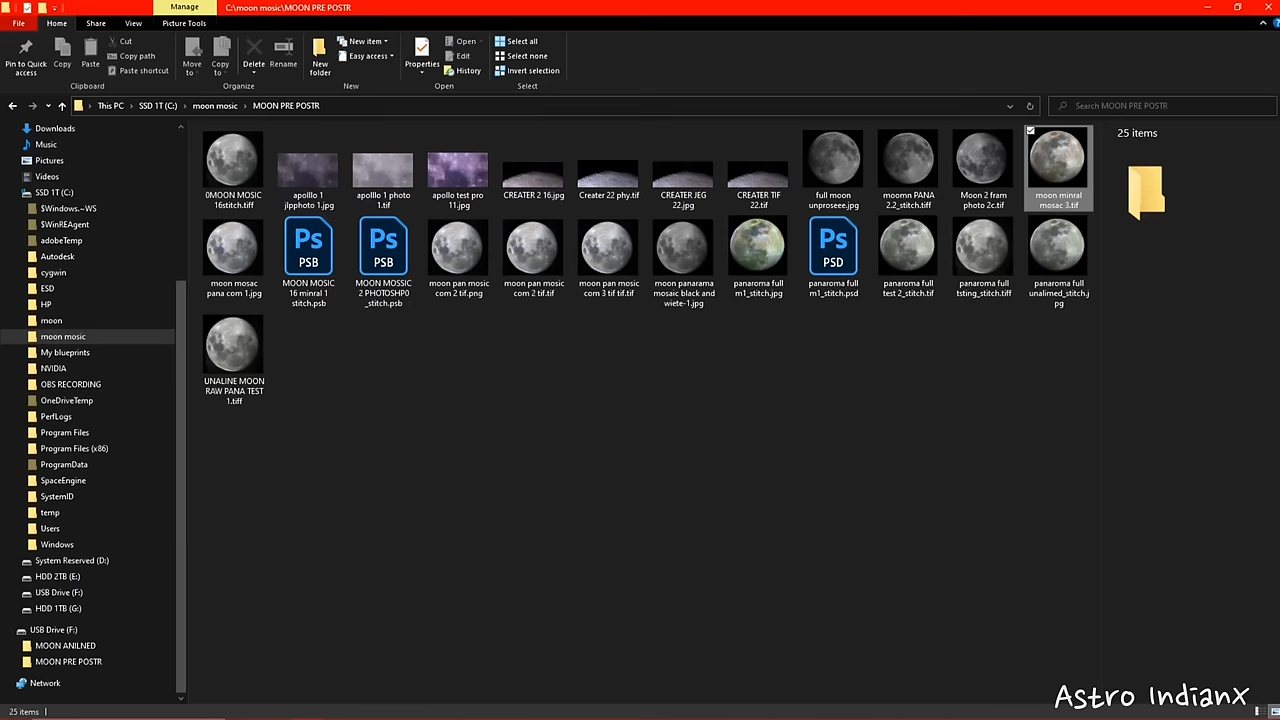 Manage
C:\moon mosic\MOON PRE POSTR
File
Home
Share
View
Picture Tools
Pin to Quick
access
Copy
Paste
Cut
Copy path
Paste shortcut
Clipboard
Move
to
Copy
to
Delete
Rename
Organize
New
folder
New item
Easy access
New
Properties
Open
Edit
History
Open
Select all
Select none
Invert selection
Select
This PC
SSD 1T (C:)
moon mosic
MOON PRE POSTR
Search MOON PRE POSTR
Downloads
Music
Pictures
Videos
SSD 1T (C:)
$Windows.~WS
$WinREAgent
adobeTemp
Autodesk
cygwin
ESD
HP
moon
moon mosic
My blueprints
NVIDIA
OBS RECORDING
OneDriveTemp
PerfLogs
Program Files
Program Files (x86)
ProgramData
SpaceEngine
SystemID
temp
Users
Windows
System Reserved (D:)
HDD 2TB (E:)
USB Drive (F:)
HDD 1TB (G:)
USB Drive (F:)
MOON ANILNED
MOON PRE POSTR
Network
0MOON MOSIC
16stitch.tiff
apolllo 1
jlpphoto 1.jpg
apolllo 1 photo
1.tif
apollo test pro
11.jpg
CREATER 2 16.jpg
Creater 22 phy.tif
CREATER JEG
22.jpg
CREATER TIF
22.tif
full moon
unproseee.jpg
moomn PANA
2.2_stitch.tiff
Moon 2 fram
photo 2c.tif
moon minral
mosac 3.tif
moon mosac
pana com 1.jpg
Ps
PSB
MOON MOSIC
16 minral 1
stitch.psb
Ps
PSB
MOON MOSSIC
2 PHOTOSHP0
_stitch.psb
moon pan mosic
com 2 tif.png
moon pan mosic
com 2 tif.tif
moon pan mosic
com 3 tif tif.tif
moon panarama
mosaic black and
wiete-1.jpg
panaroma full
m1_stitch.jpg
Ps
PSD
panaroma full
m1_stitch.psd
panaroma full
test 2_stitch.tif
panaroma full
tsting_stitch.tiff
panaroma full
unalimed_stitch.j
pg
UNALINE MOON
RAW PANA TEST
1.tiff
25 items
25 items
Astro IndianX